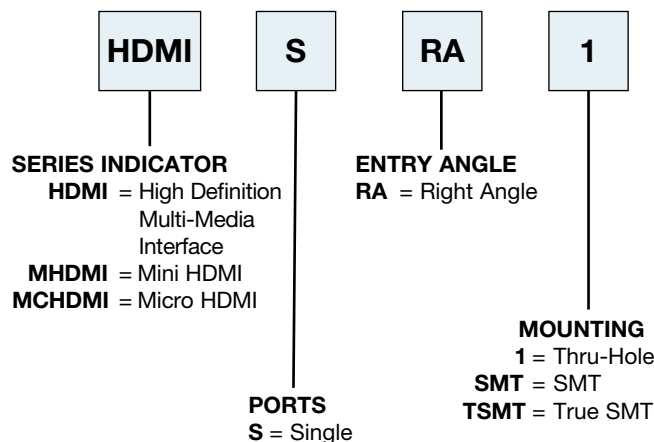 HDMI S RA 1
SERIES INDICATOR
HDMI = High Definition
Multi-Media
Interface
MHDMI = Mini HDMI
MCHDMI = Micro HDMI
PORTS
S = Single
ENTRY ANGLE
RA = Right Angle
MOUNTING
1 = Thru-Hole
SMT = SMT
TSMT = True SMT